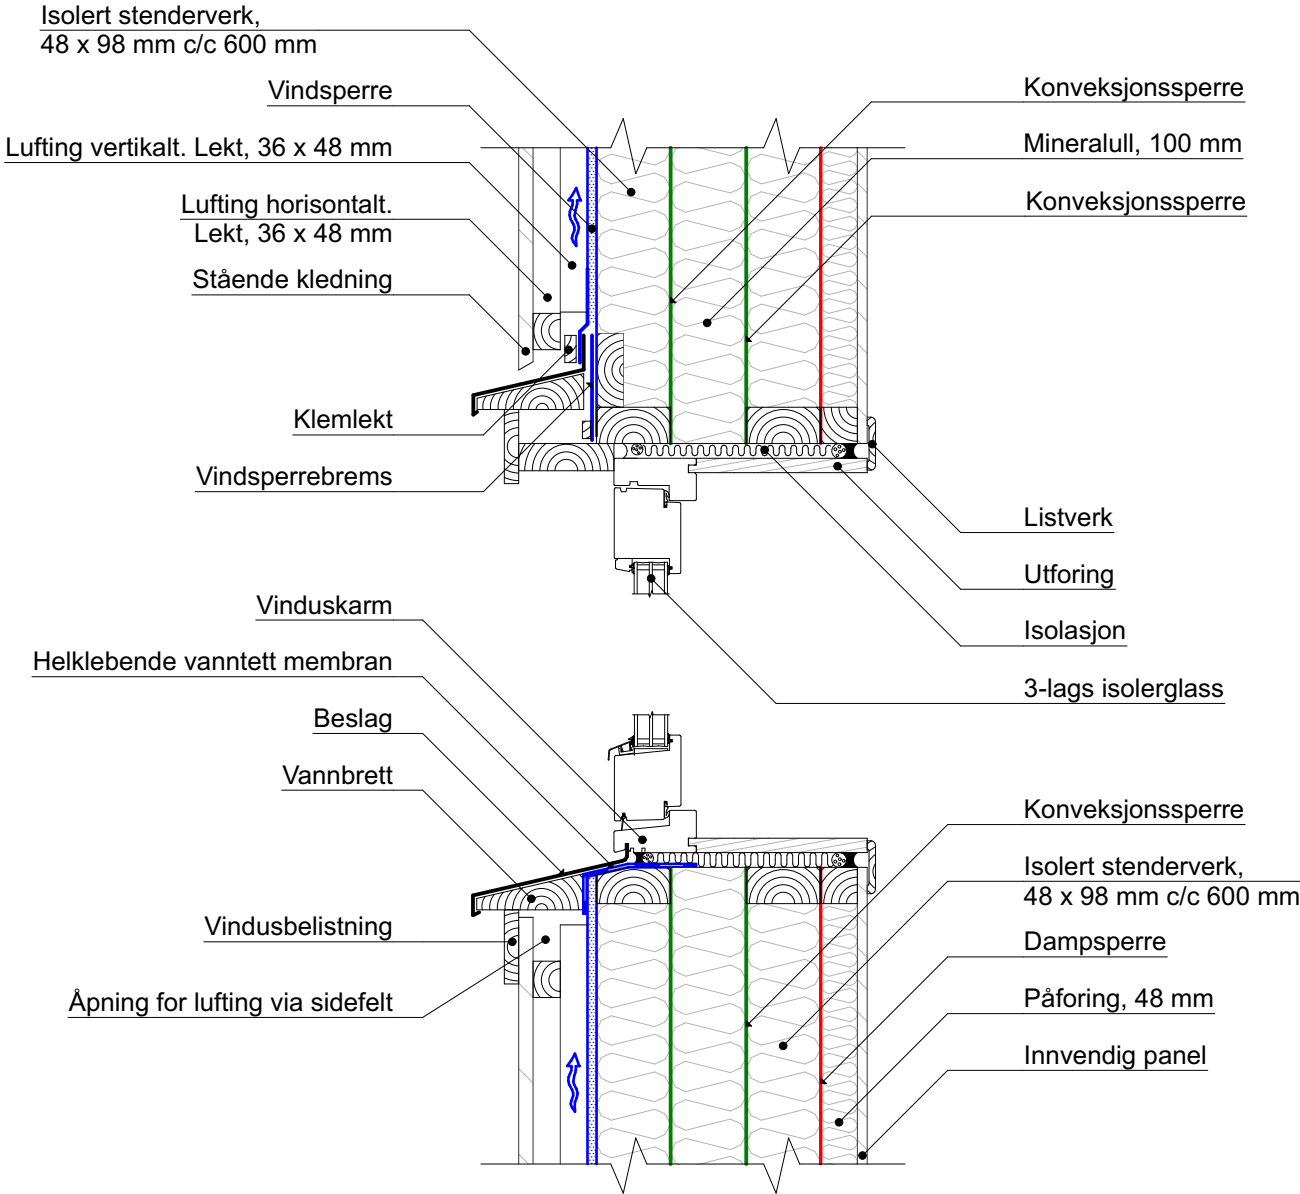 Isolert stenderverk,
48 x 98 mm c/c 600 mm
Vindsperre
Lufting vertikalt. Lekt, 36 x 48 mm
Lufting horisontalt.
Lekt, 36 x 48 mm
Stående kledning
Klemlekt
Vindsperrebrems
Konveksjonssperre
Mineralull, 100 mm
Konveksjonssperre
Listverk
Utforing
Isolasjon
3-lags isolerglass
Vinduskarm
Helklebende vanntett membran
Beslag
Vannbrett
Vindusbelistning
Åpning for lufting via sidefelt
Konveksjonssperre
Isolert stenderverk,
48 x 98 mm c/c 600 mm
Dampsperre
Påforing, 48 mm
Innvendig panel